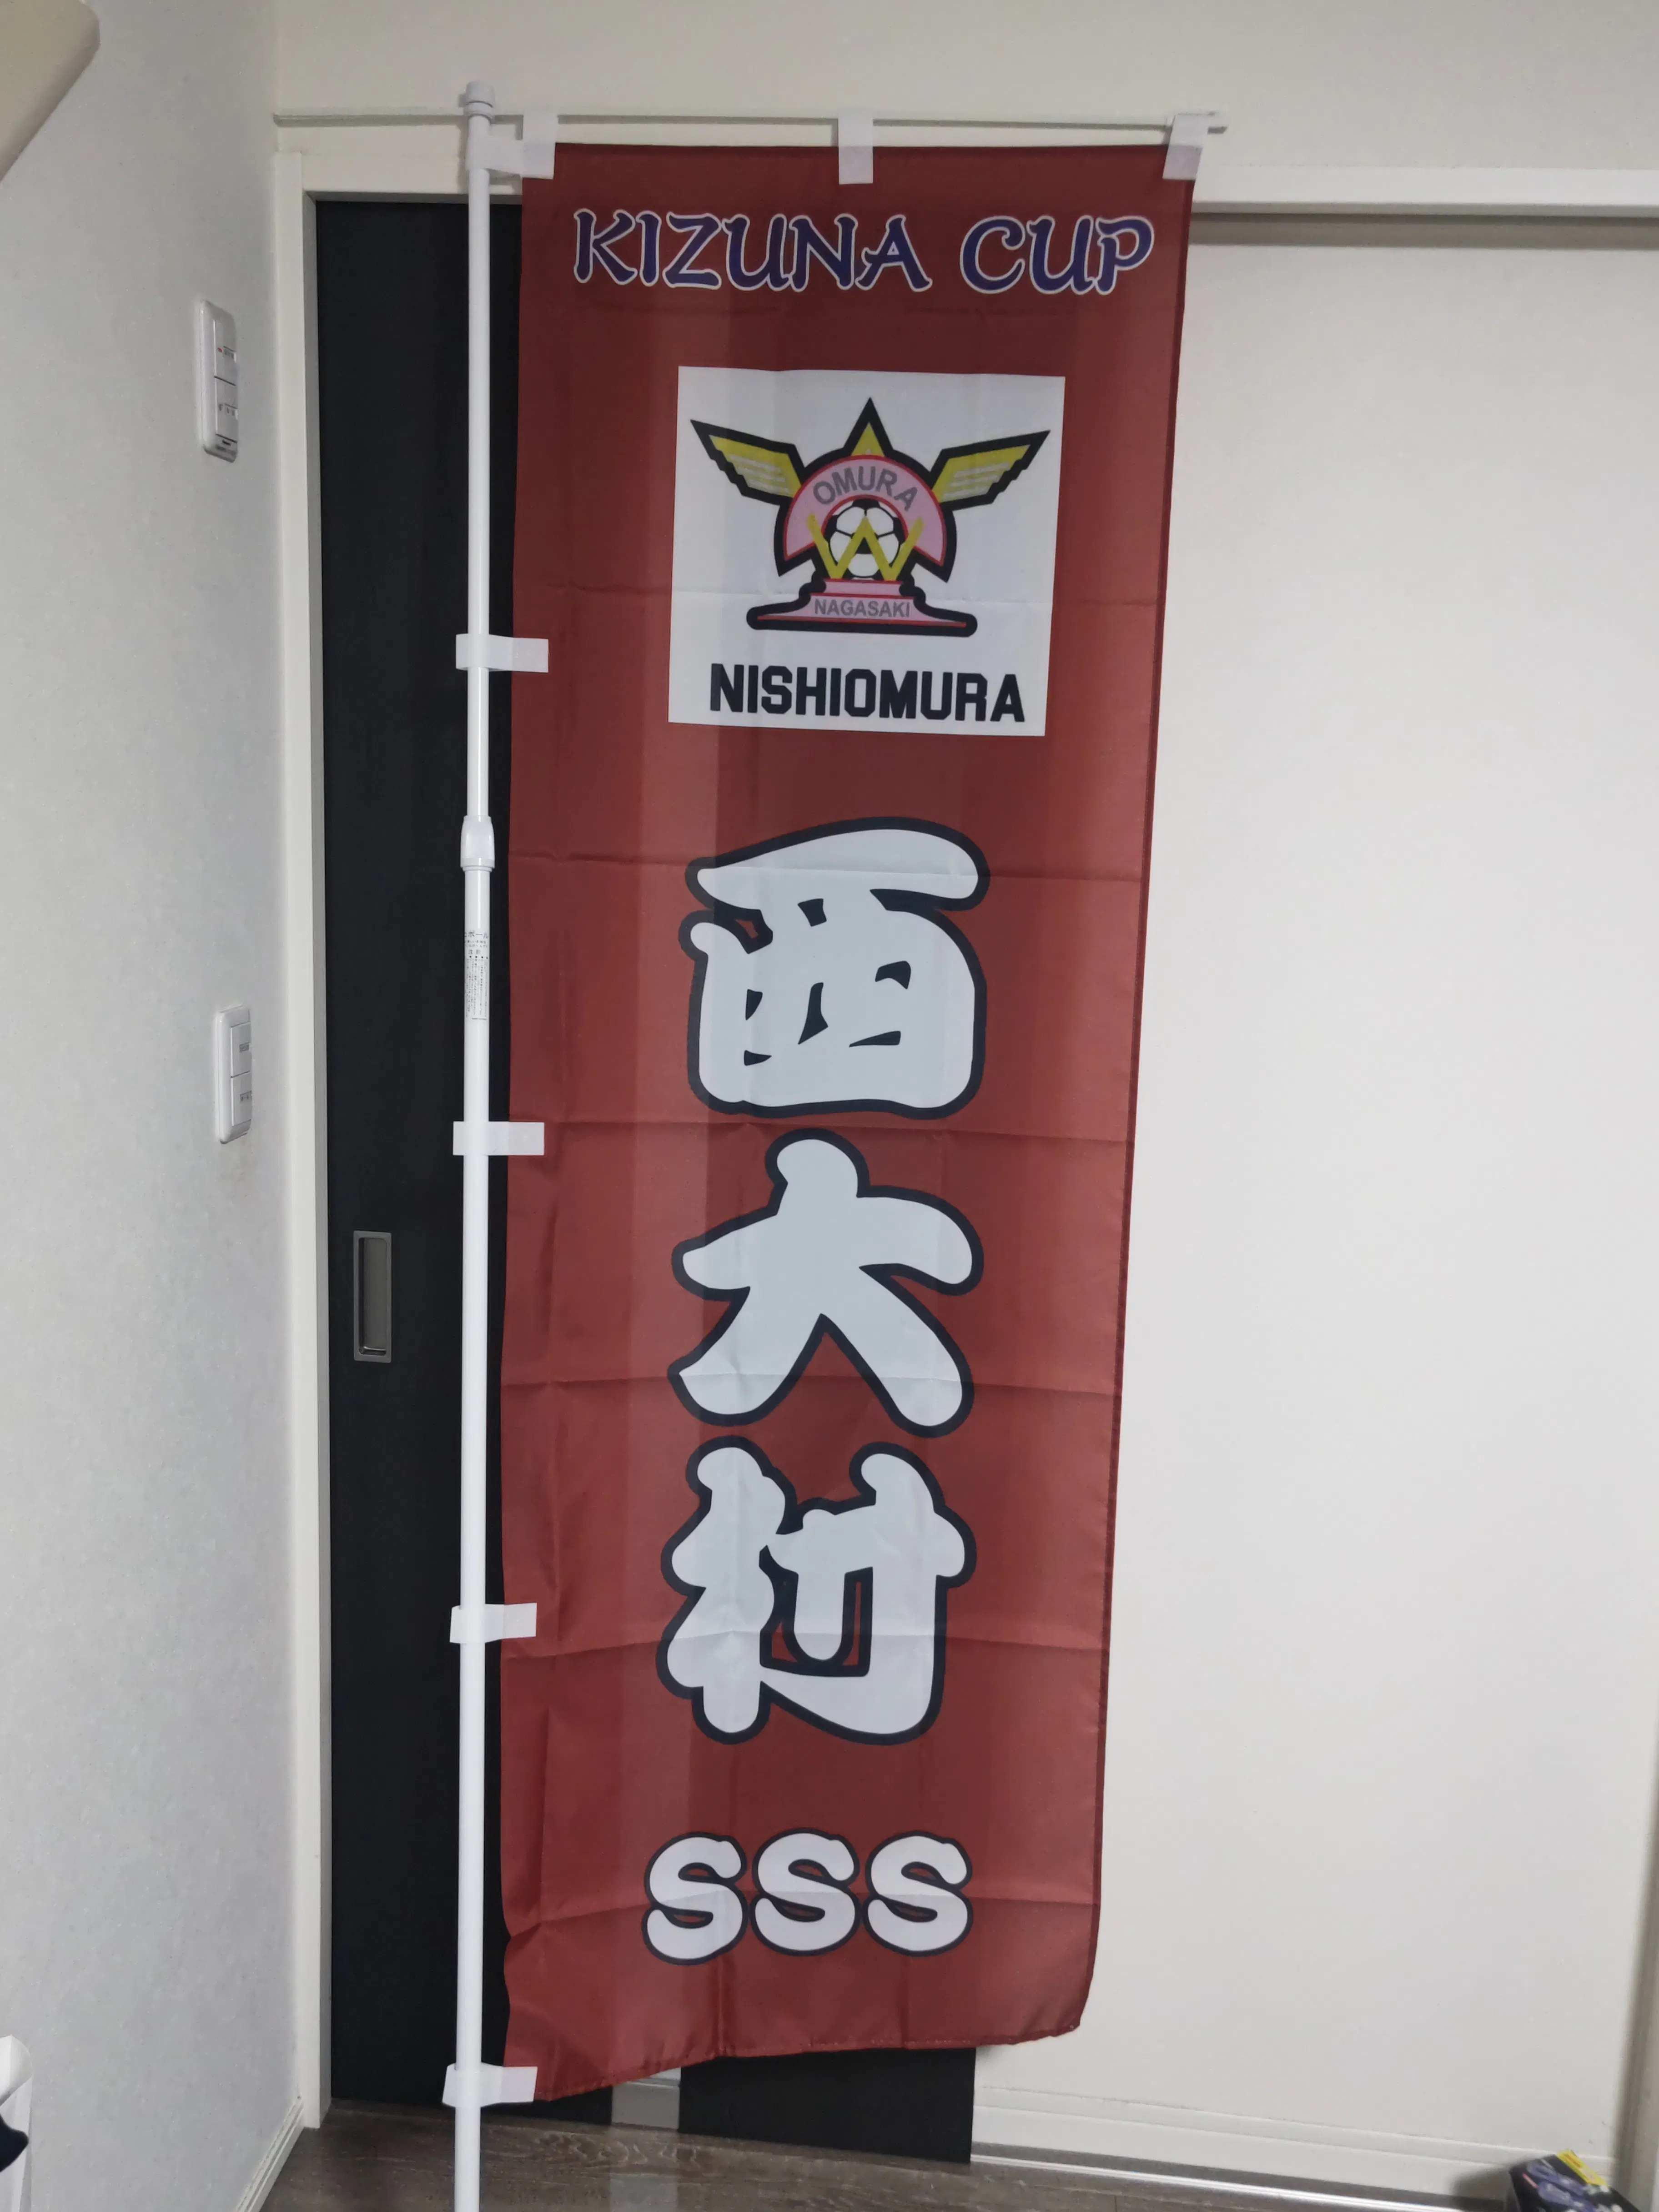 KIZUNA CUP
OMURA
W
NAGASAKI
NISHIOMURA
西大村
SSS